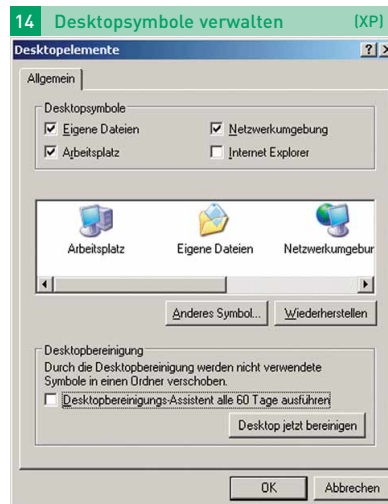 14 Desktopsymbole verwalten (XP)
Desktopelemente
Allgemein
Desktopsymbole
Eigene Dateien Netzwerkumgebung
Arbeitsplatz Internet Explorer
Arbeitsplatz Eigene Dateien Netzwerkumgebur
Anderes Symbol... Wiederherstellen
Desktopbereinigung
Durch die Desktopbereinigung werden nicht verwendete
Symbole in einen Ordner verschoben.
Desktopbereinigungs-Assistent alle 60 Tage ausführen
Desktop jetzt bereinigen
OK Abbrechen